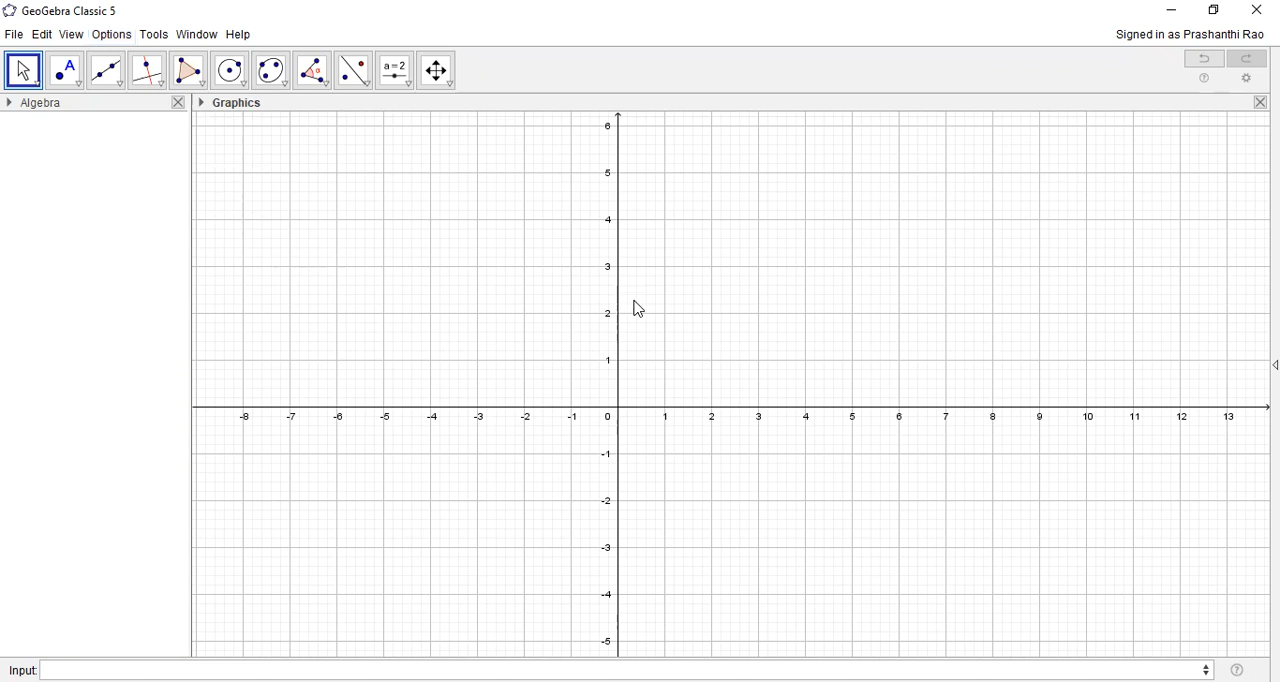 GeoGebra Classic 5
File Edit View Options Tools Window Help
Signed in as Prashanthi Rao
A
α
a=2
Algebra
Graphics
6
5
4
3
2
1
-8 -7 -6 -5 -4 -3 -2 -1 0 1 2 3 4 5 6 7 8 9 10 11 12 13
-1
-2
-3
-4
-5
Input: